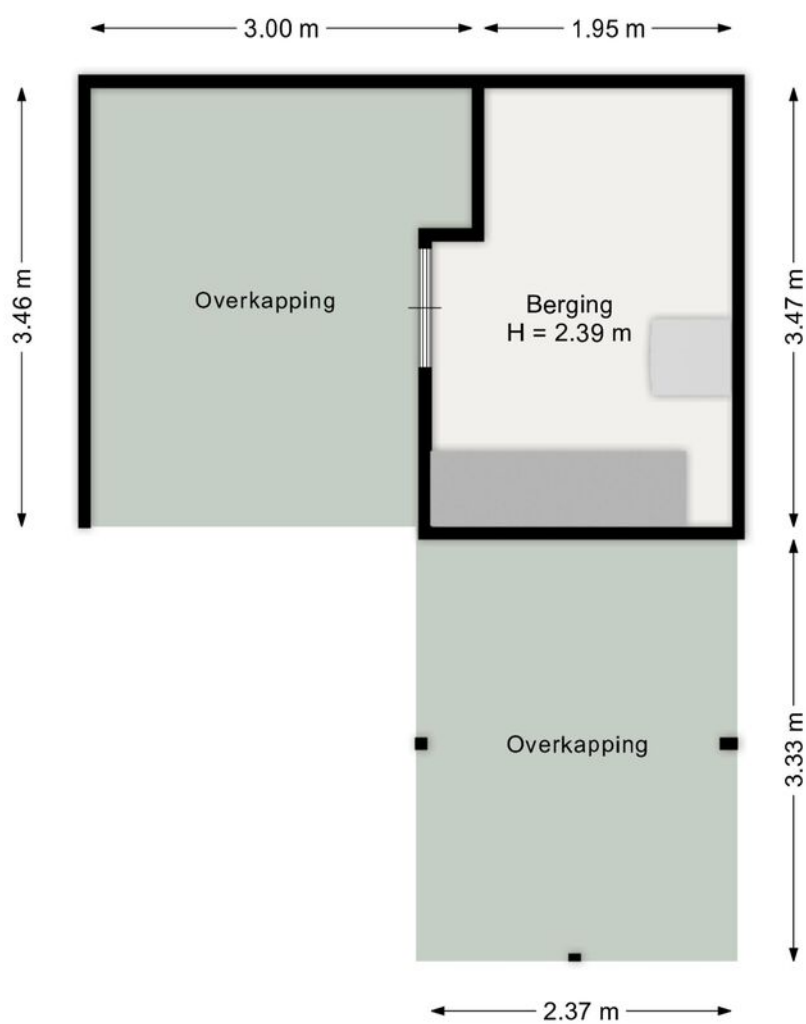 3.00 m
1.95 m
3.46 m
Overkapping
Berging
H = 2.39 m
3.47 m
Overkapping
3.33 m
2.37 m